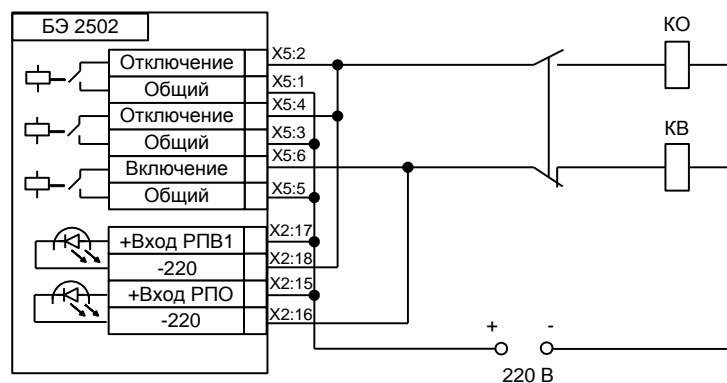 БЭ 2502
КО
Отключение X5:2
Общий X5:1
Отключение X5:4
Общий X5:3
КВ
Включение X5:6
Общий X5:5
+Вход РПВ1 X2:17
-220 X2:18
+Вход РПО X2:15
-220 X2:16
+ -
220 В